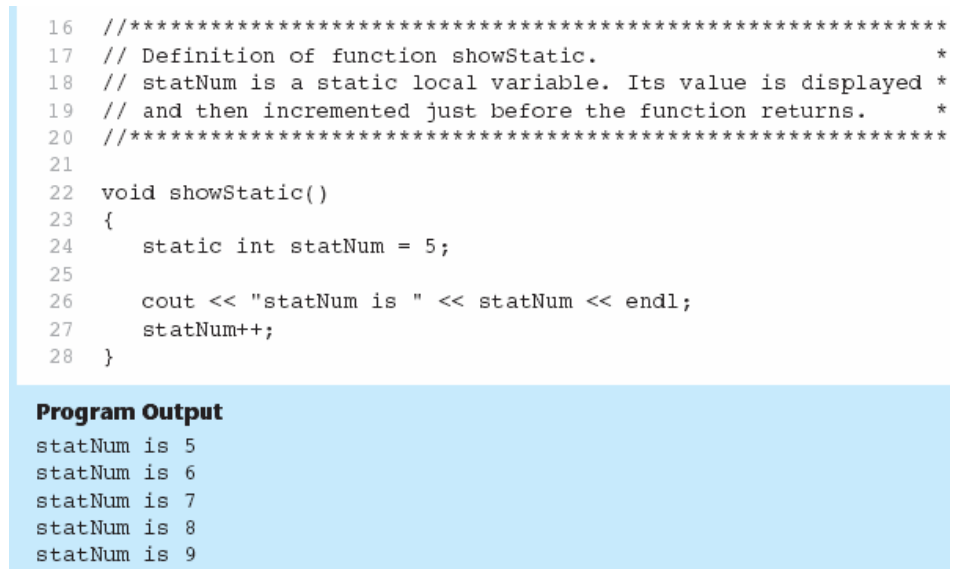 16 //*************************************************************
17 // Definition of function showStatic. *
18 // statNum is a static local variable. Its value is displayed *
19 // and then incremented just before the function returns. *
20 //*************************************************************
21
22 void showStatic()
23 {
24 static int statNum = 5;
25
26 cout << "statNum is " << statNum << endl;
27 statNum++;
28 }
Program Output
statNum is 5
statNum is 6
statNum is 7
statNum is 8
statNum is 9